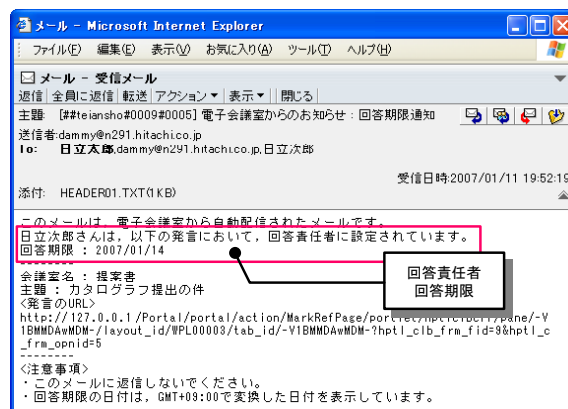 メール - Microsoft Internet Explorer
ファイル(F) 編集(E) 表示(V) お気に入り(A) ツール(T) ヘルプ(H)
メール - 受信メール
返信 全員に返信 転送 アクション 表示 閉じる
主題: [##teiansho#0009#0005] 電子会議室からのお知らせ：回答期限通知
送信者:dammy@n291.hitachi.co.jp
To: 日立太郎,dammy@n291.hitachi.co.jp,日立次郎
受信日時:2007/01/11 19:52:19
添付: HEADER01.TXT(1KB)
このメールは，電子会議室から自動配信されたメールです。
日立次郎さんは，以下の発言において，回答責任者に設定されています。
回答期限 : 2007/01/14
--------
回答責任者
回答期限
会議室名 : 提案書
主題 : カタログラフ提出の件
<発言のURL>
http://127.0.0.1/Portal/portal/action/MarkRefPage/portlet/hptlclbcif/pane/-V
1BMMDAwMDM-/layout_id/WPL00003/tab_id/-V1BMMDAwMDM-?hptl_clb_frm_fid=9&hptl_c
_frm_opnid=5
--------
<注意事項>
・このメールに返信しないでください。
・回答期限の日付は，GMT+09:00で変換した日付を表示しています。